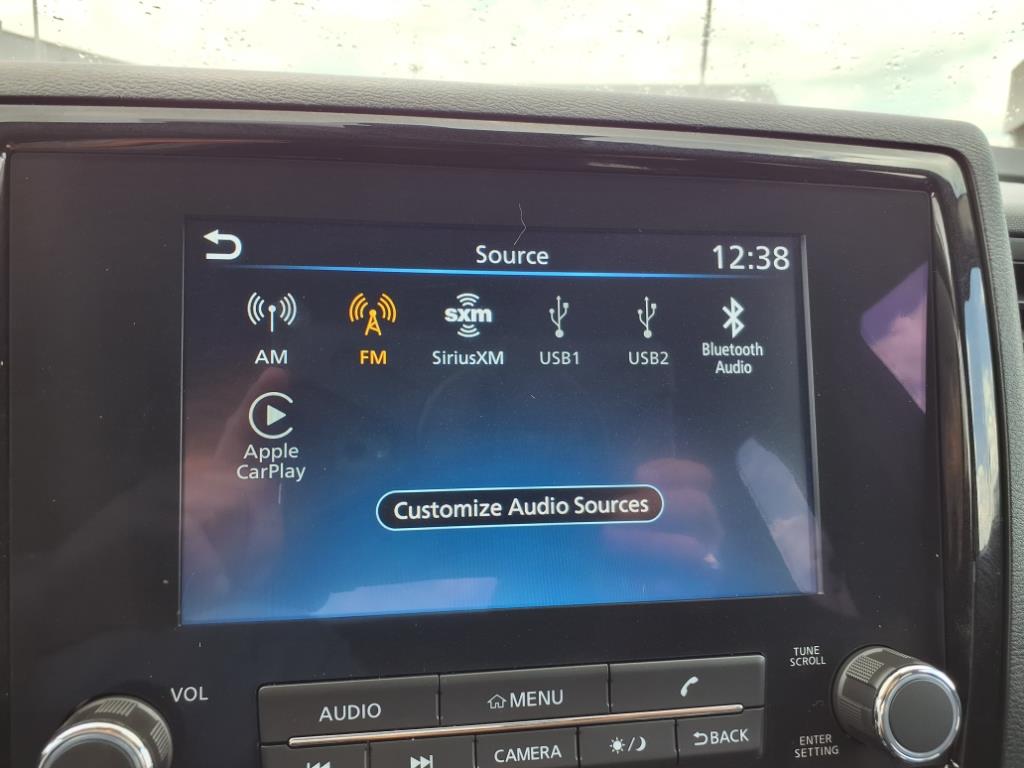 Source
12:38
AM
FM
sxm
SiriusXM
USB1
USB2
Bluetooth
Audio
Apple
CarPlay
Customize Audio Sources
VOL
TUNE
SCROLL
AUDIO
MENU
CAMERA
BACK
ENTER
SETTING